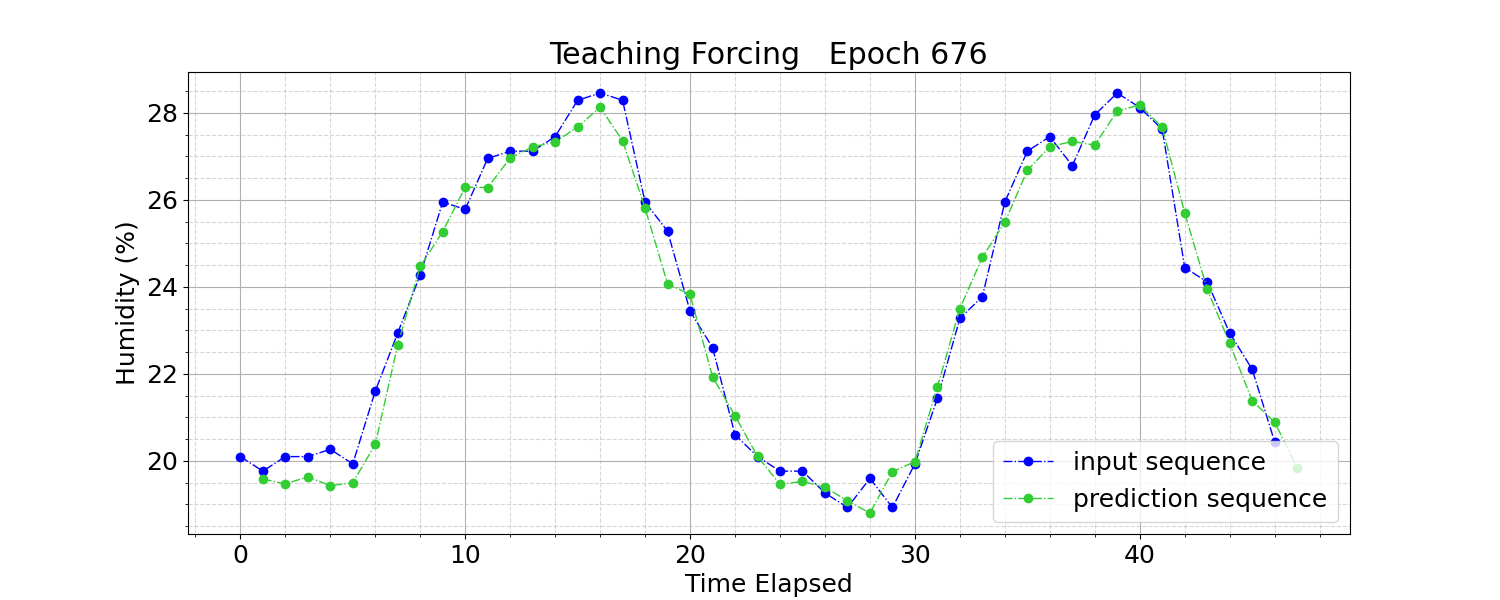 Teaching Forcing   Epoch 676
28
26
24
22
20
Humidity (%)
input sequence
prediction sequence
0 10 20 30 40
Time Elapsed